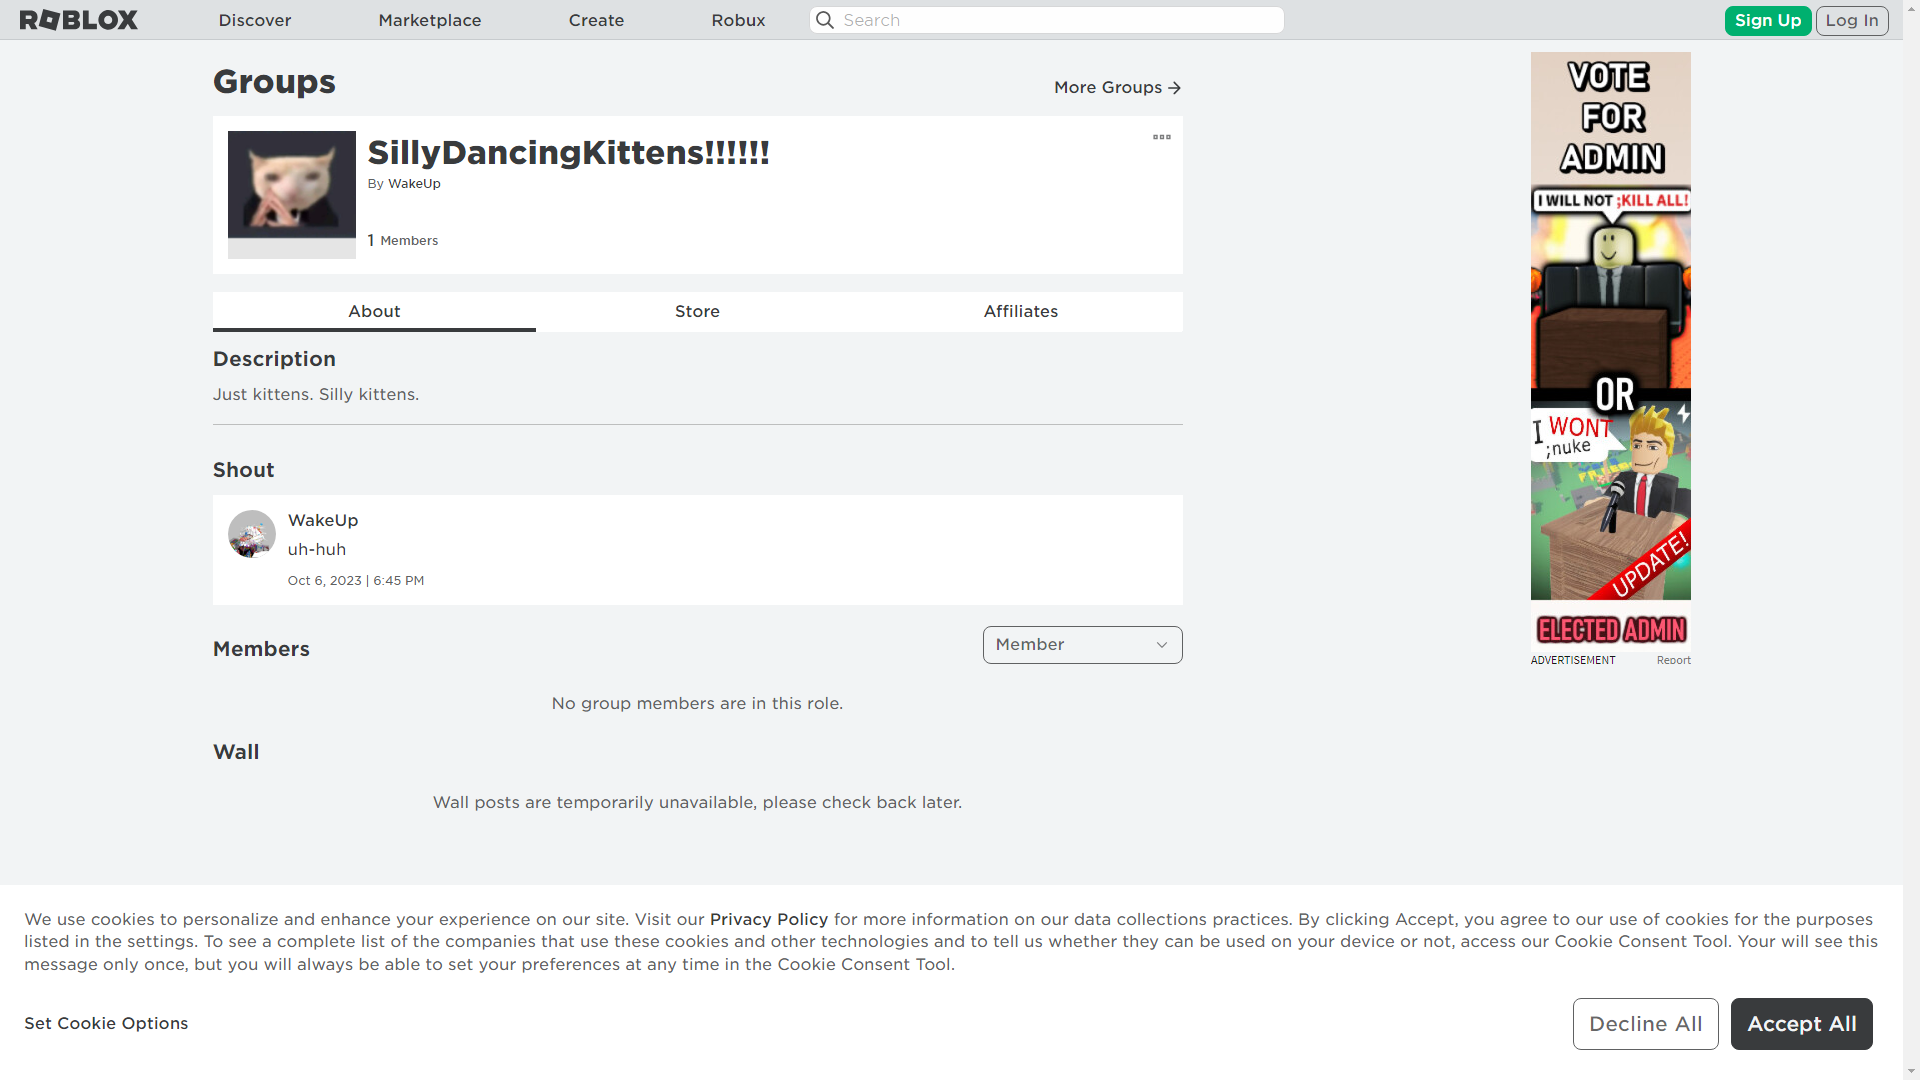 ROBLOX
Discover
Marketplace
Create
Robux
Search
Sign Up
Log In
Groups
More Groups
SillyDancingKittens!!!!!!
By WakeUp
1 Members
About
Store
Affiliates
Description
Just kittens. Silly kittens.
Shout
WakeUp
uh-huh
Oct 6, 2023 | 6:45 PM
Members
Member
No group members are in this role.
Wall
Wall posts are temporarily unavailable, please check back later.
VOTE
FOR
ADMIN
I WILL NOT ;KILL ALL!
OR
I WONT
;nuke
UPDATE!
ELECTED ADMIN
ADVERTISEMENT
Report
We use cookies to personalize and enhance your experience on our site. Visit our Privacy Policy for more information on our data collections practices. By clicking Accept, you agree to our use of cookies for the purposes
listed in the settings. To see a complete list of the companies that use these cookies and other technologies and to tell us whether they can be used on your device or not, access our Cookie Consent Tool. Your will see this
message only once, but you will always be able to set your preferences at any time in the Cookie Consent Tool.
Set Cookie Options
Decline All
Accept All